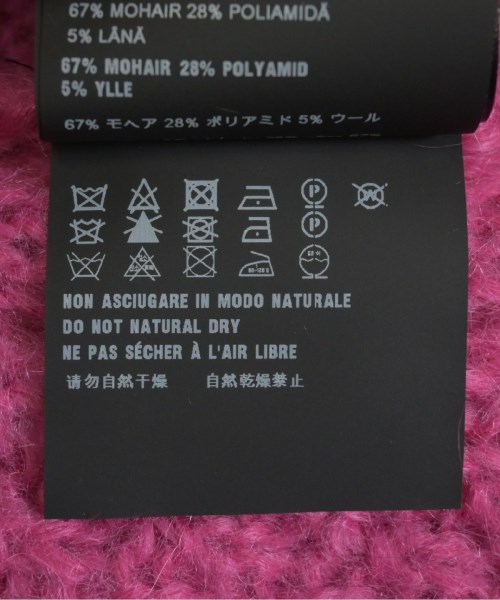 67% MOHAIR 28% POLIAMIDĂ
5% LÂNĂ
67% MOHAIR 28% POLYAMID
5% YLLE
67% モヘア 28% ポリアミド 5% ウール
NON ASCIUGARE IN MODO NATURALE
DO NOT NATURAL DRY
NE PAS SÉCHER À L'AIR LIBRE
请勿自然干燥 自然乾燥禁止